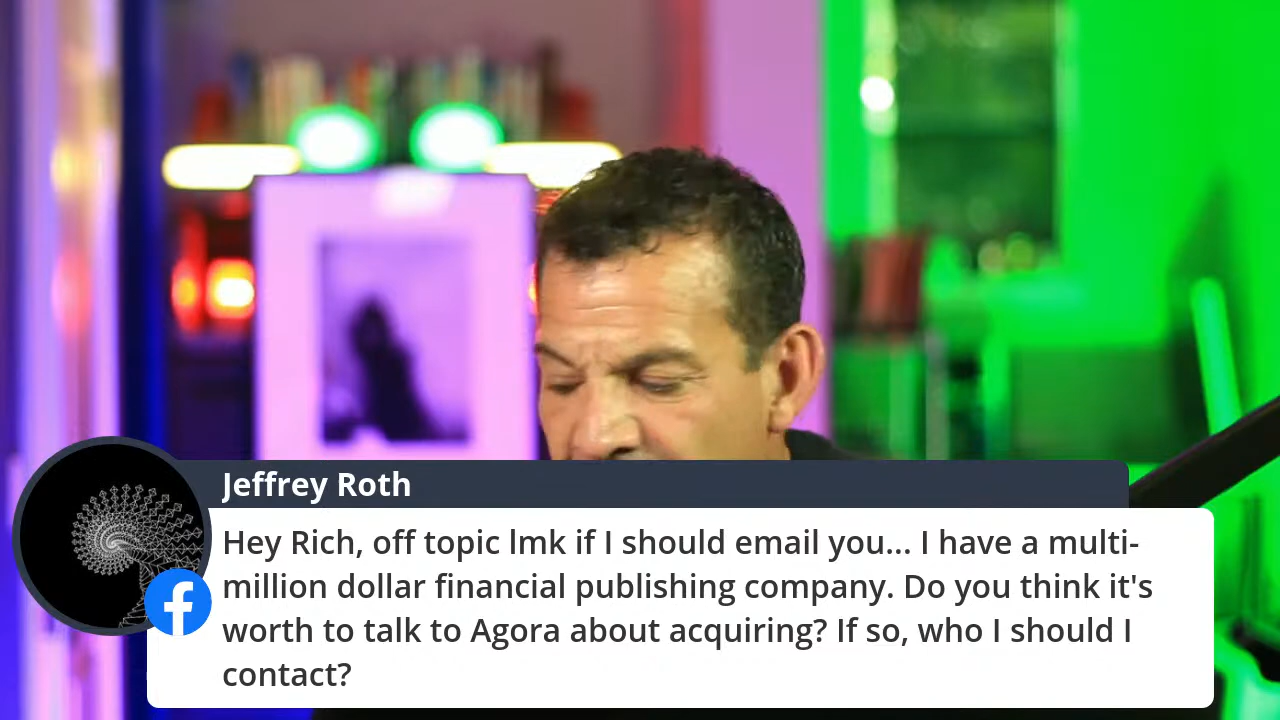 Jeffrey Roth
Hey Rich, off topic lmk if I should email you... I have a multi-
million dollar financial publishing company. Do you think it's
worth to talk to Agora about acquiring? If so, who I should I
contact?